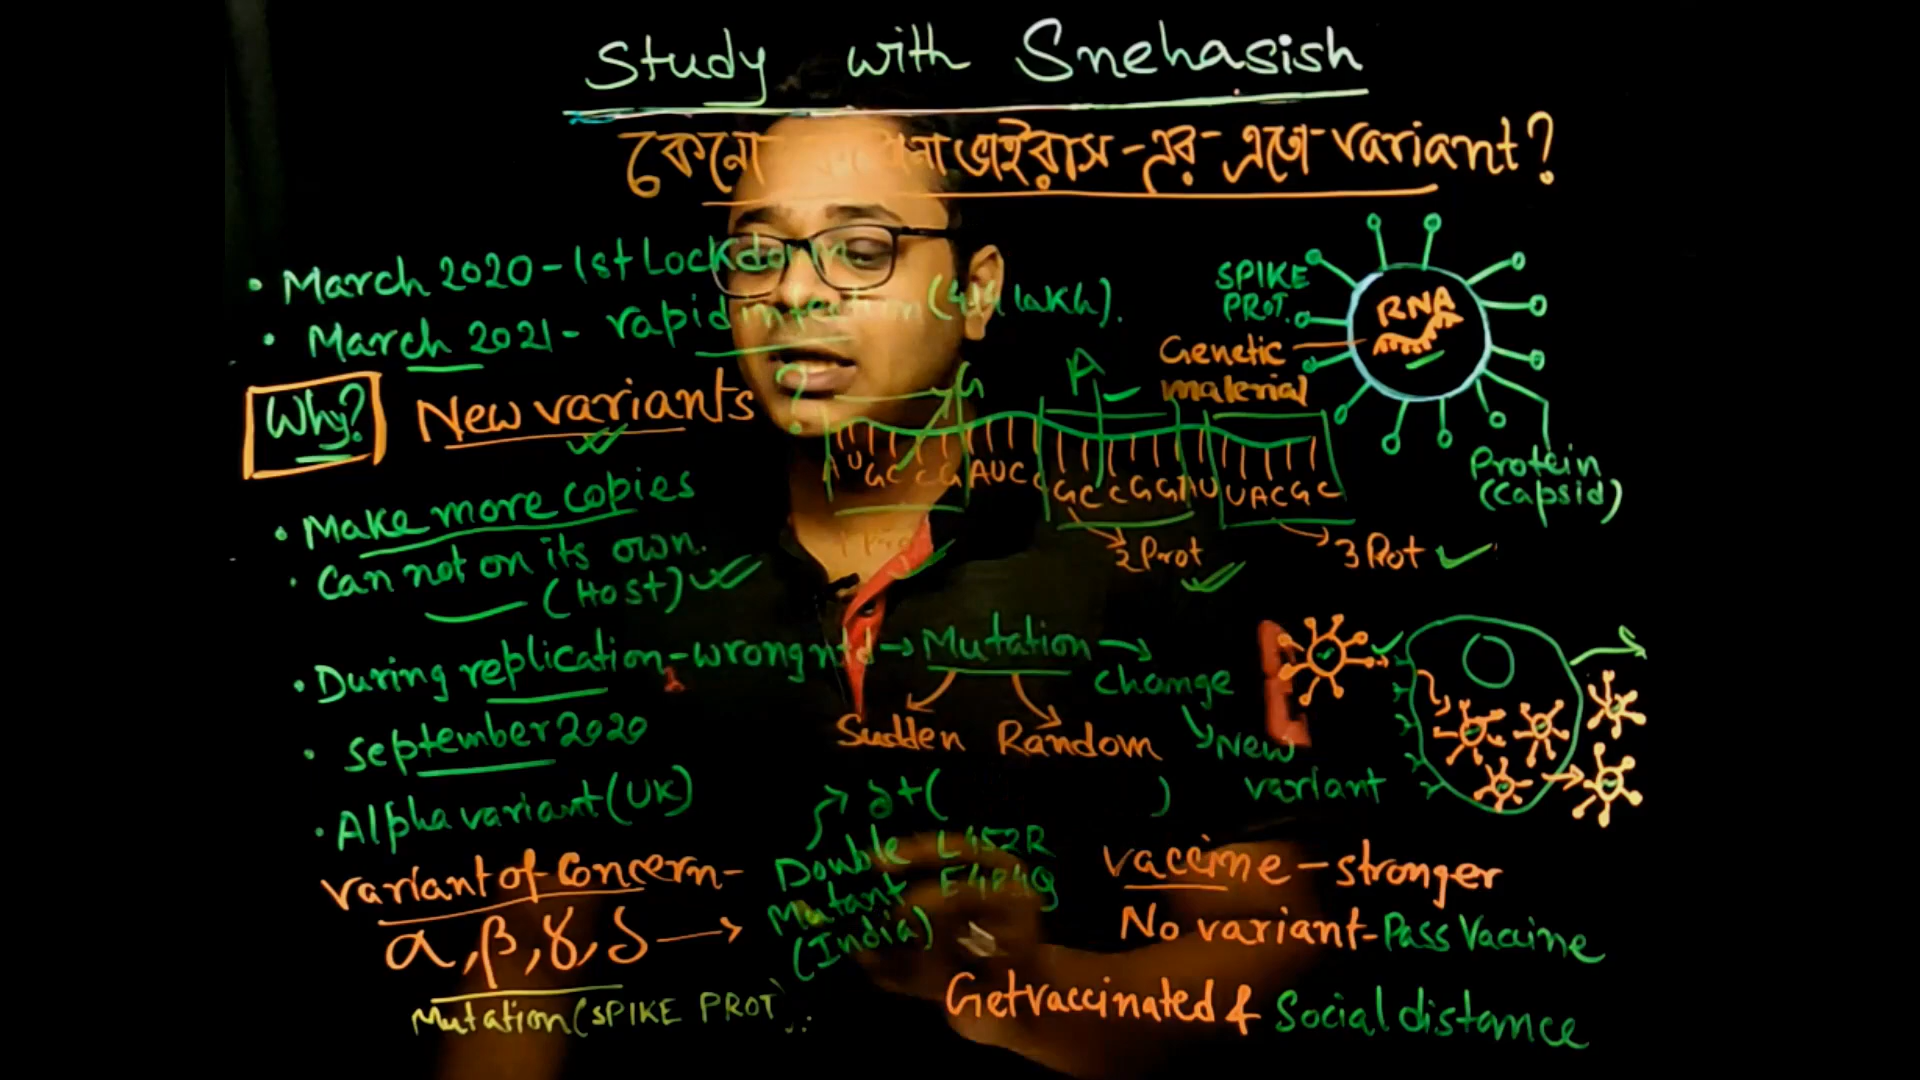 Study with Snehasish
কেনো ভাইরাস-এর এতো variant?
• March 2020 - 1st Lockdown
• March 2021 - rapid infection ( lakh).
Why? New variants ?
• Make more copies
• Can not on its own.
(Host)
• During replication - wrong ntd → Mutation → Change
Sudden Random
New variant
• September 2020
• Alpha variant (UK)
Variant of Concern -
α, β, γ, δ → Double Mutant (India)
L452R
E484Q
∂+( )
Mutation (SPIKE PROT)
SPIKE PROT.
RNA
Genetic material
Protein (Capsid)
G
A
A U G C C G A U C
G C C G G A U U A C G C
2 Prot
3 Prot
Vaccine - stronger
No variant - Pass Vaccine
Get vaccinated & Social distance